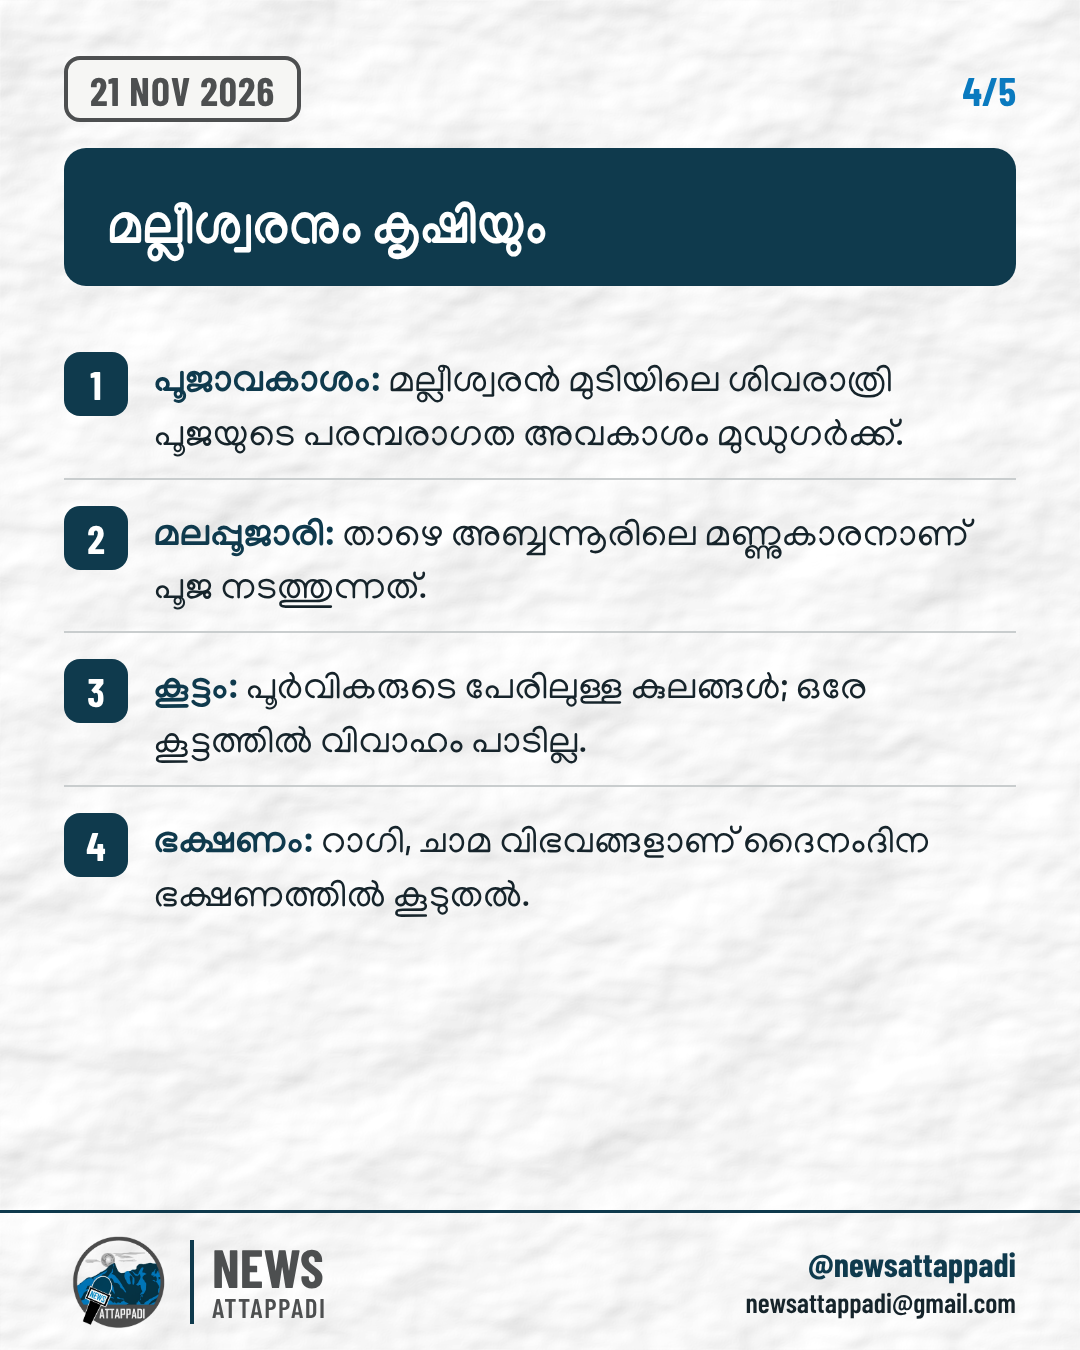 21 NOV 2026
4/5
മല്ലീശ്വരനും കൃഷിയും
1 പൂജാവകാശം: മല്ലീശ്വരൻ മുടിയിലെ ശിവരാത്രി
പൂജയുടെ പരമ്പരാഗത അവകാശം മുഡുഗർക്ക്.
2 മലപ്പൂജാരി: താഴെ അബ്ബന്നൂരിലെ മണ്ണുകാരനാണ്
പൂജ നടത്തുന്നത്.
3 കൂട്ടം: പൂർവികരുടെ പേരിലുള്ള കുലങ്ങൾ; ഒരേ
കൂട്ടത്തിൽ വിവാഹം പാടില്ല.
4 ഭക്ഷണം: റാഗി, ചാമ വിഭവങ്ങളാണ് ദൈനംദിന
ഭക്ഷണത്തിൽ കൂടുതൽ.
NEWS
ATTAPPADI
NEWS
ATTAPPADI
@newsattappadi
newsattappadi@gmail.com